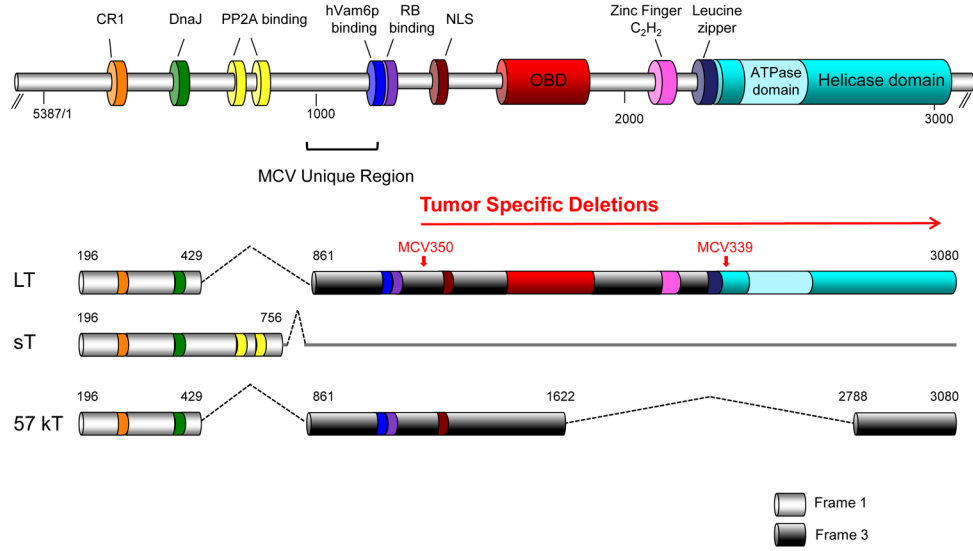 CR1
DnaJ
PP2A binding
hVam6p
binding
RB
binding
NLS
Zinc Finger
C2H2
Leucine
zipper
OBD
ATPase
domain
Helicase domain
5387/1
1000
2000
3000
MCV Unique Region
Tumor Specific Deletions
196
429
861
MCV350
MCV339
3080
LT
196
756
sT
196
429
861
1622
2788
3080
57 kT
Frame 1
Frame 3